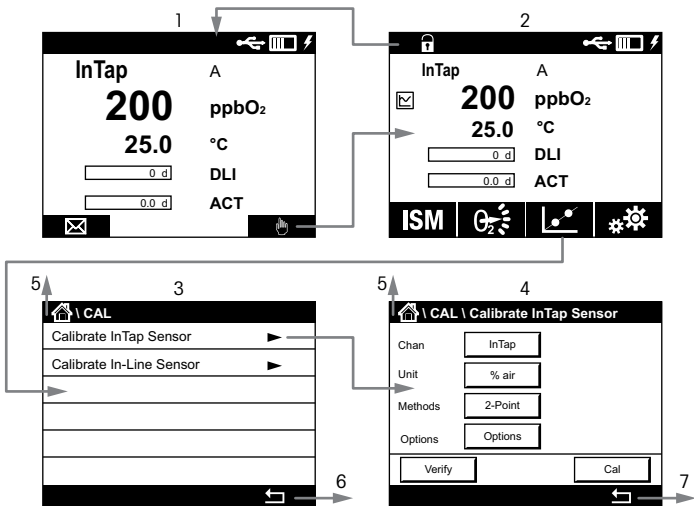 1
InTap A
200 ppbO₂
25.0 °C
0 d DLI
0.0 d ACT
2
InTap A
200 ppbO₂
25.0 °C
0 d DLI
0.0 d ACT
ISM O₂
5
3
\ CAL
Calibrate InTap Sensor
Calibrate In-Line Sensor
6
5
4
\ CAL \ Calibrate InTap Sensor
Chan InTap
Unit % air
Methods 2-Point
Options Options
Verify Cal
7